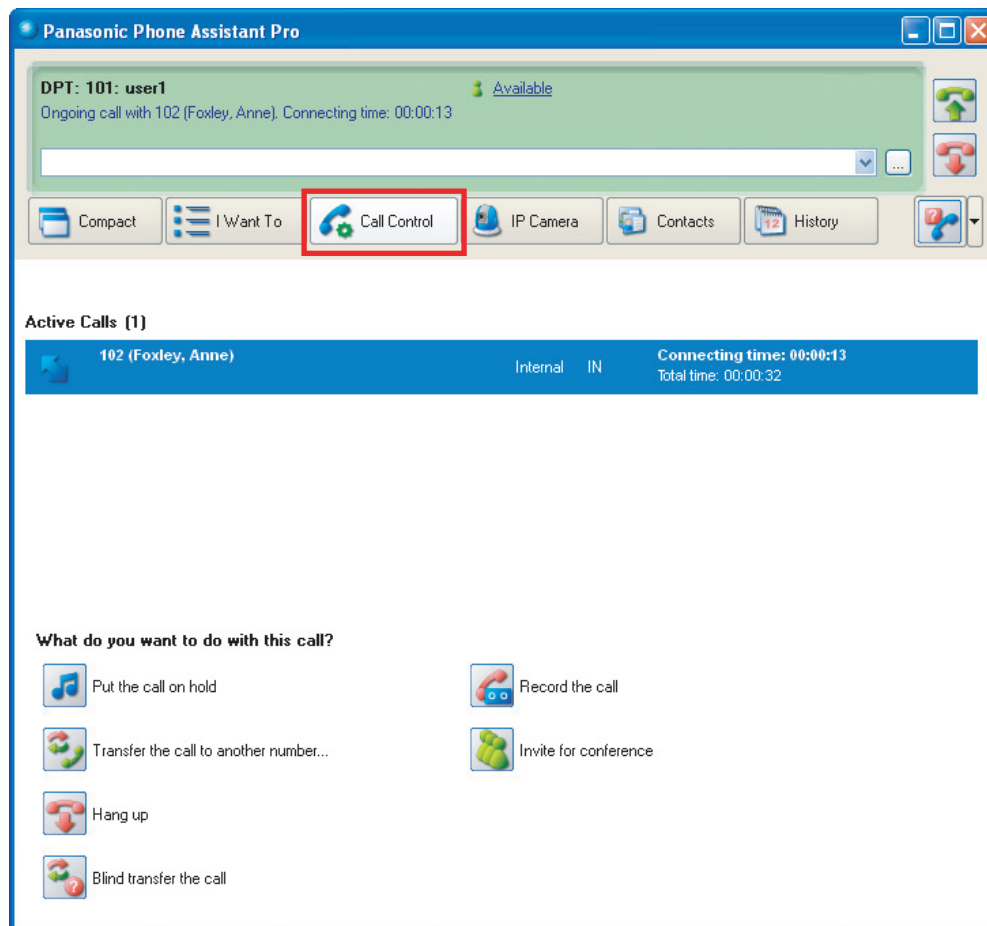 Panasonic Phone Assistant Pro
DPT: 101: user1
Available
Ongoing call with 102 (Foxley, Anne). Connecting time: 00:00:13
...
Compact
I Want To
Call Control
IP Camera
Contacts
12
History
Active Calls (1)
102 (Foxley, Anne)
Internal
IN
Connecting time: 00:00:13
Total time: 00:00:32
What do you want to do with this call?
Put the call on hold
Record the call
Transfer the call to another number...
Invite for conference
Hang up
Blind transfer the call